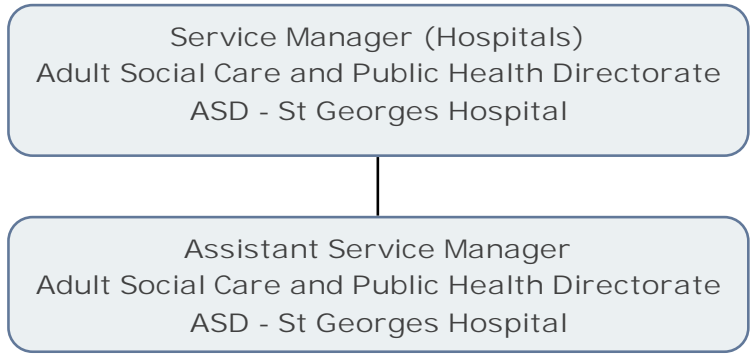 Service Manager (Hospitals)
Adult Social Care and Public Health Directorate
ASD - St Georges Hospital
Assistant Service Manager
Adult Social Care and Public Health Directorate
ASD - St Georges Hospital